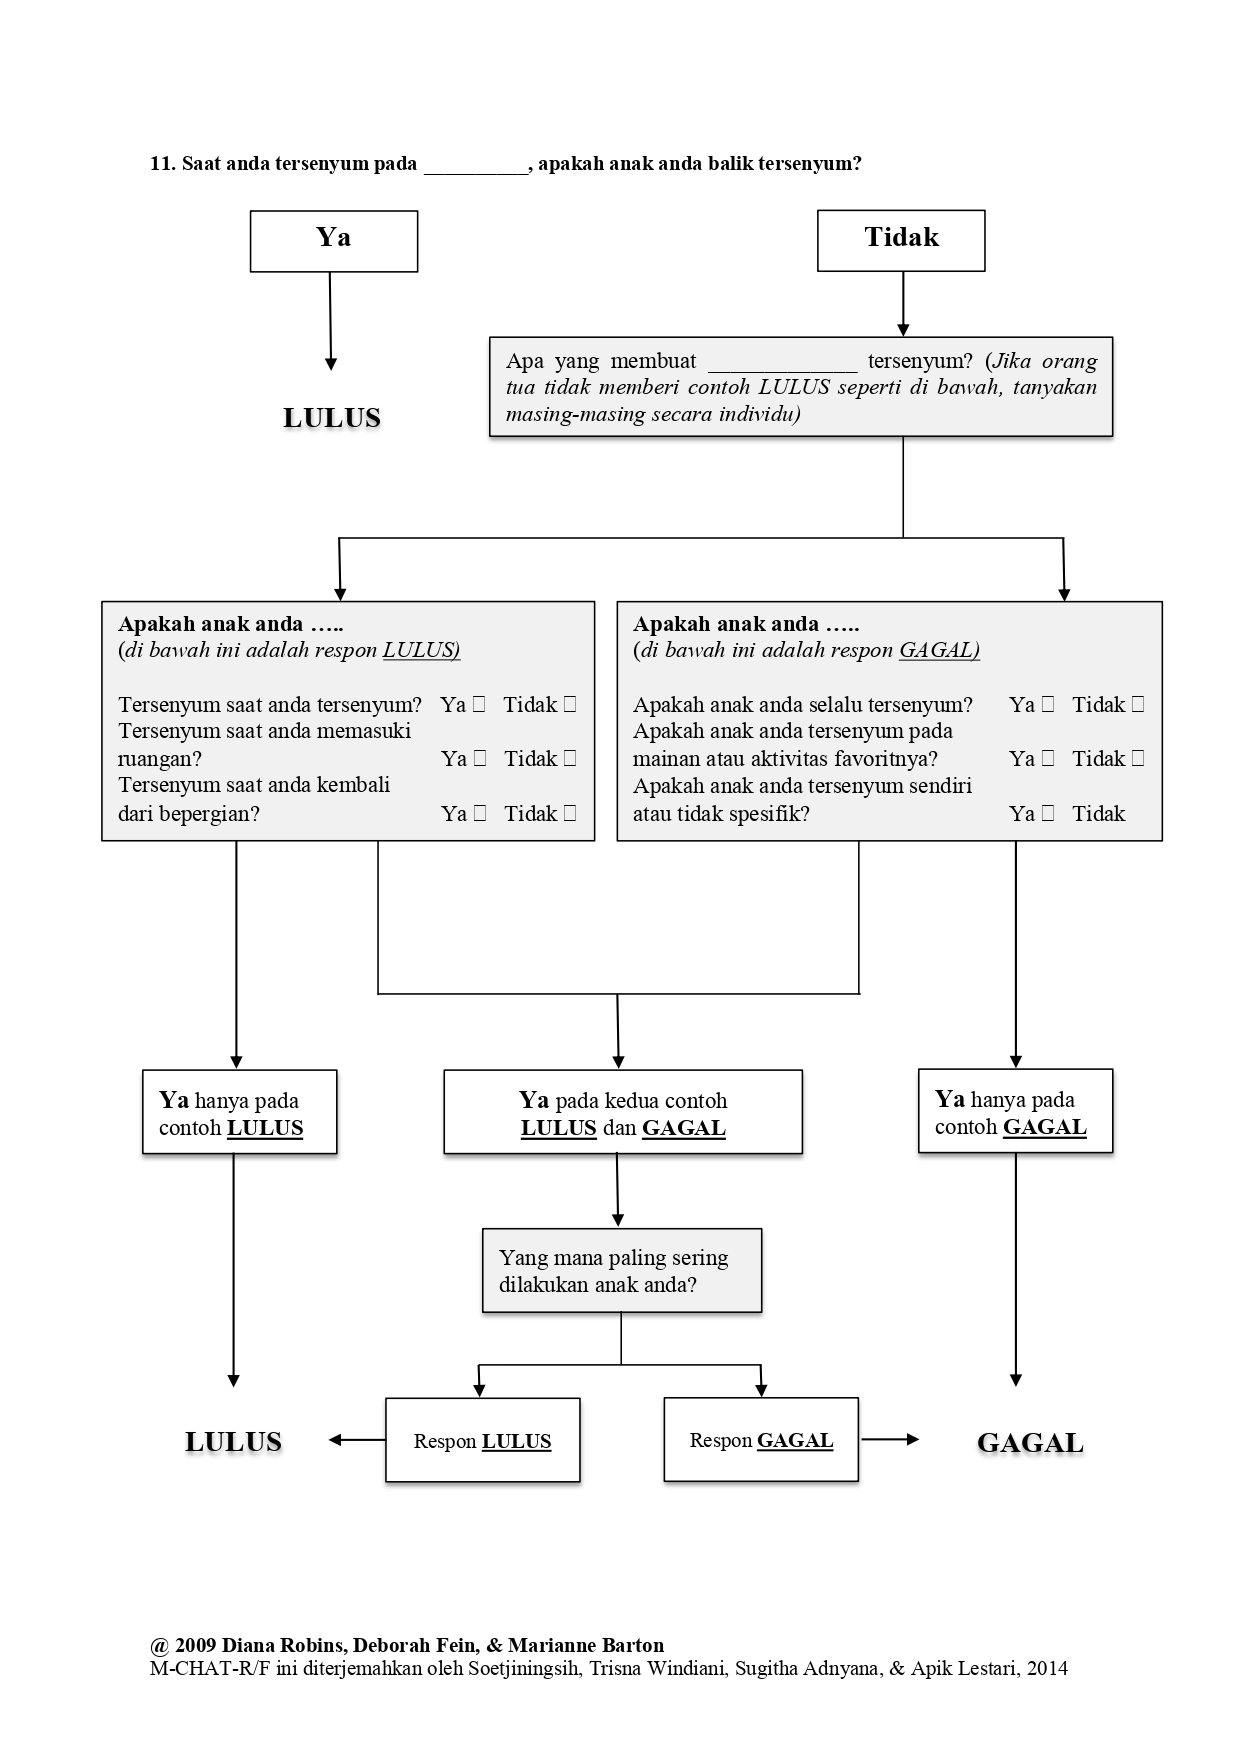 11. Saat anda tersenyum pada __________, apakah anak anda balik tersenyum?
Ya
Tidak
Apa yang membuat _____________ tersenyum? (Jika orang
tua tidak memberi contoh LULUS seperti di bawah, tanyakan
masing-masing secara individu)
LULUS
Apakah anak anda …..
(di bawah ini adalah respon LULUS)
Tersenyum saat anda tersenyum? Ya □ Tidak □
Tersenyum saat anda memasuki
ruangan? Ya □ Tidak □
Tersenyum saat anda kembali
dari bepergian? Ya □ Tidak □
Apakah anak anda …..
(di bawah ini adalah respon GAGAL)
Apakah anak anda selalu tersenyum? Ya □ Tidak □
Apakah anak anda tersenyum pada
mainan atau aktivitas favoritnya? Ya □ Tidak □
Apakah anak anda tersenyum sendiri
atau tidak spesifik? Ya □ Tidak
Ya hanya pada
contoh LULUS
Ya pada kedua contoh
LULUS dan GAGAL
Ya hanya pada
contoh GAGAL
Yang mana paling sering
dilakukan anak anda?
LULUS
Respon LULUS
Respon GAGAL
GAGAL
@ 2009 Diana Robins, Deborah Fein, & Marianne Barton
M-CHAT-R/F ini diterjemahkan oleh Soetjiningsih, Trisna Windiani, Sugitha Adnyana, & Apik Lestari, 2014